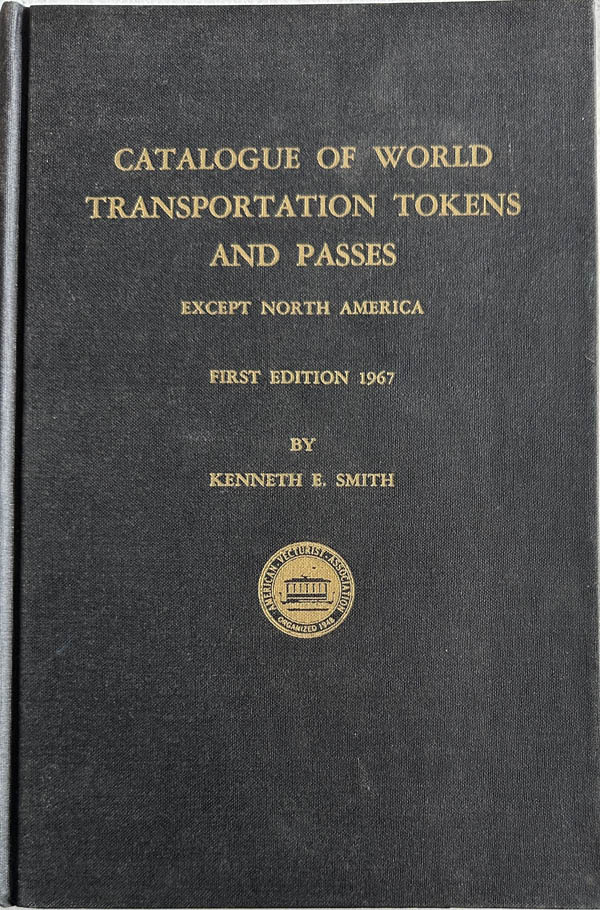 CATALOGUE OF WORLD
TRANSPORTATION TOKENS
AND PASSES
EXCEPT NORTH AMERICA
FIRST EDITION 1967
BY
KENNETH E. SMITH
AMERICAN · VECTURIST · ASSOCIATION
ORGANIZED 1948